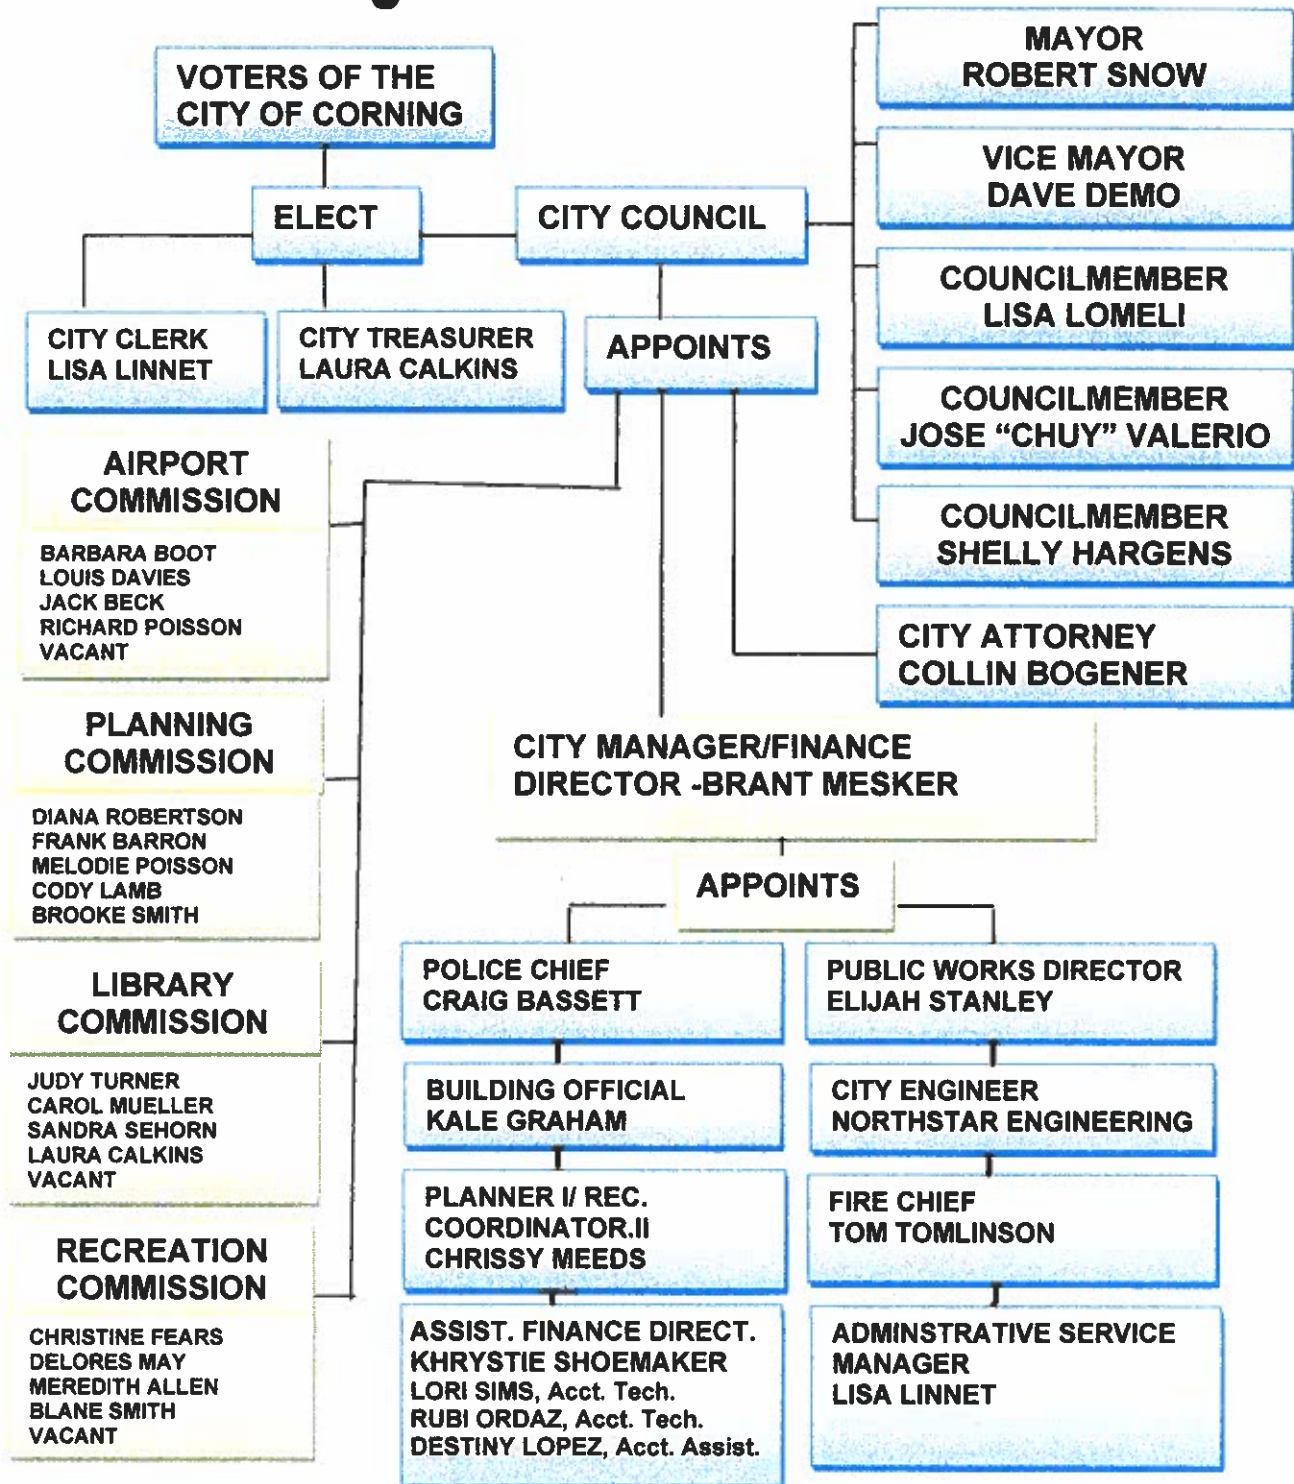 VOTERS OF THE
CITY OF CORNING
ELECT
CITY COUNCIL
MAYOR
ROBERT SNOW
VICE MAYOR
DAVE DEMO
COUNCILMEMBER
LISA LOMELI
COUNCILMEMBER
JOSE “CHUY” VALERIO
COUNCILMEMBER
SHELLY HARGENS
CITY CLERK
LISA LINNET
CITY TREASURER
LAURA CALKINS
APPOINTS
CITY ATTORNEY
COLLIN BOGENER
AIRPORT
COMMISSION
BARBARA BOOT
LOUIS DAVIES
JACK BECK
RICHARD POISSON
VACANT
PLANNING
COMMISSION
DIANA ROBERTSON
FRANK BARRON
MELODIE POISSON
CODY LAMB
BROOKE SMITH
LIBRARY
COMMISSION
JUDY TURNER
CAROL MUELLER
SANDRA SEHORN
LAURA CALKINS
VACANT
RECREATION
COMMISSION
CHRISTINE FEARS
DELORES MAY
MEREDITH ALLEN
BLANE SMITH
VACANT
CITY MANAGER/FINANCE
DIRECTOR -BRANT MESKER
APPOINTS
POLICE CHIEF
CRAIG BASSETT
BUILDING OFFICIAL
KALE GRAHAM
PLANNER I/ REC.
COORDINATOR.II
CHRISSY MEEDS
ASSIST. FINANCE DIRECT.
KHRYSTIE SHOEMAKER
LORI SIMS, Acct. Tech.
RUBI ORDAZ, Acct. Tech.
DESTINY LOPEZ, Acct. Assist.
PUBLIC WORKS DIRECTOR
ELIJAH STANLEY
CITY ENGINEER
NORTHSTAR ENGINEERING
FIRE CHIEF
TOM TOMLINSON
ADMINSTRATIVE SERVICE
MANAGER
LISA LINNET